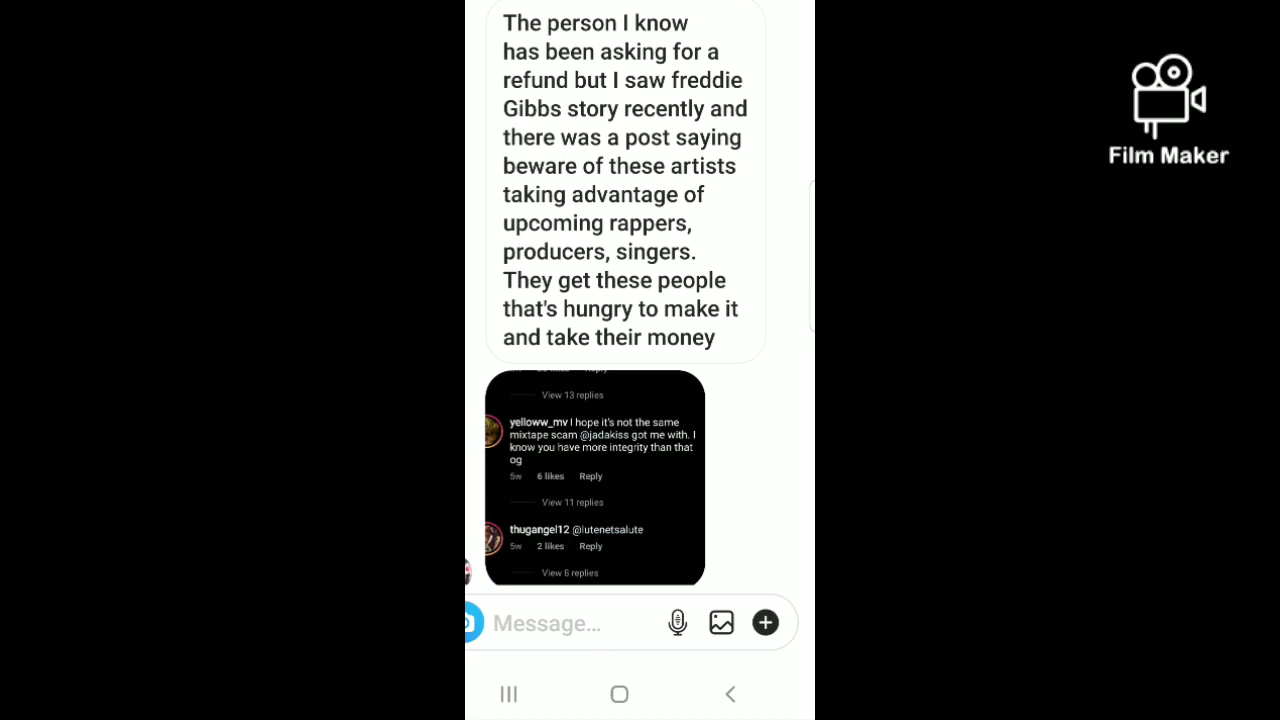 The person I know
has been asking for a
refund but I saw freddie
Gibbs story recently and
there was a post saying
beware of these artists
taking advantage of
upcoming rappers,
producers, singers.
They get these people
that's hungry to make it
and take their money
Film Maker
View 13 replies
yelloww_mv I hope it's not the same
mixtape scam @jadakiss got me with. I
know you have more integrity than that
og
5w 6 likes Reply
View 11 replies
thugangel12 @lutenetsalute
5w 2 likes Reply
View 6 replies
Message...